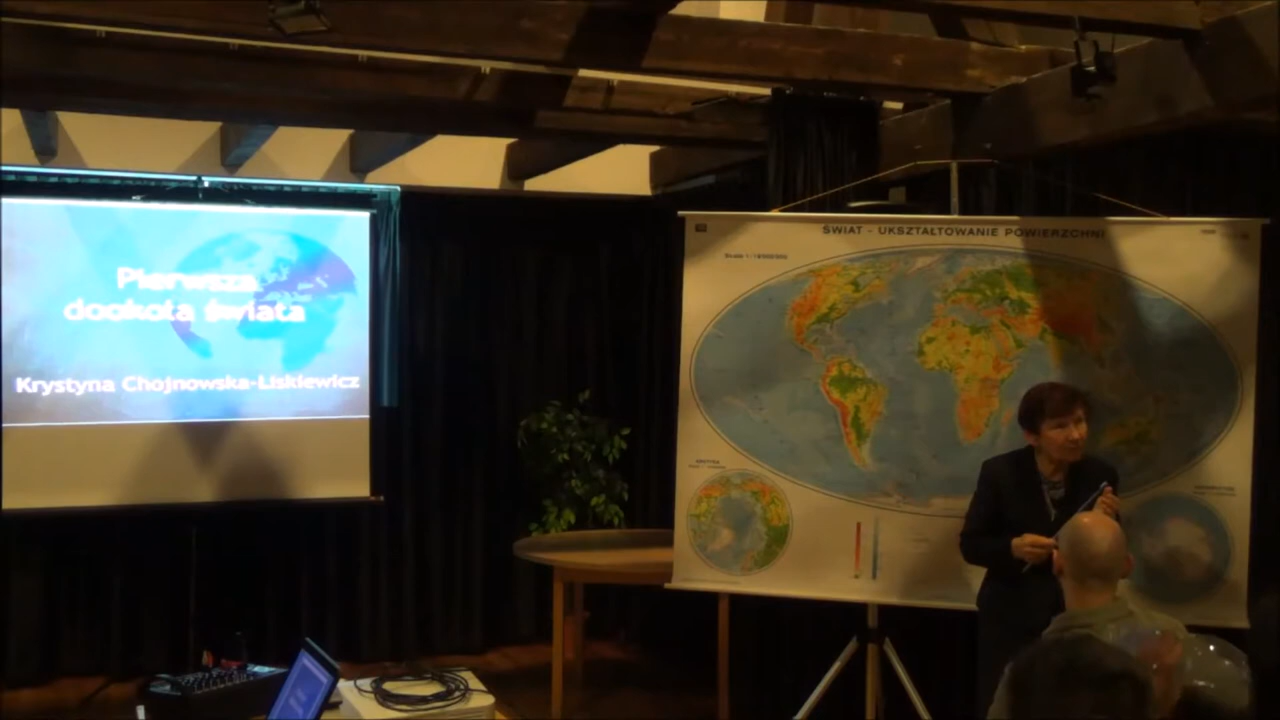 Pierwsza
dookoła świata
Krystyna Chojnowska-Liskiewicz
ŚWIAT - UKSZTAŁTOWANIE POWIERZCHNI